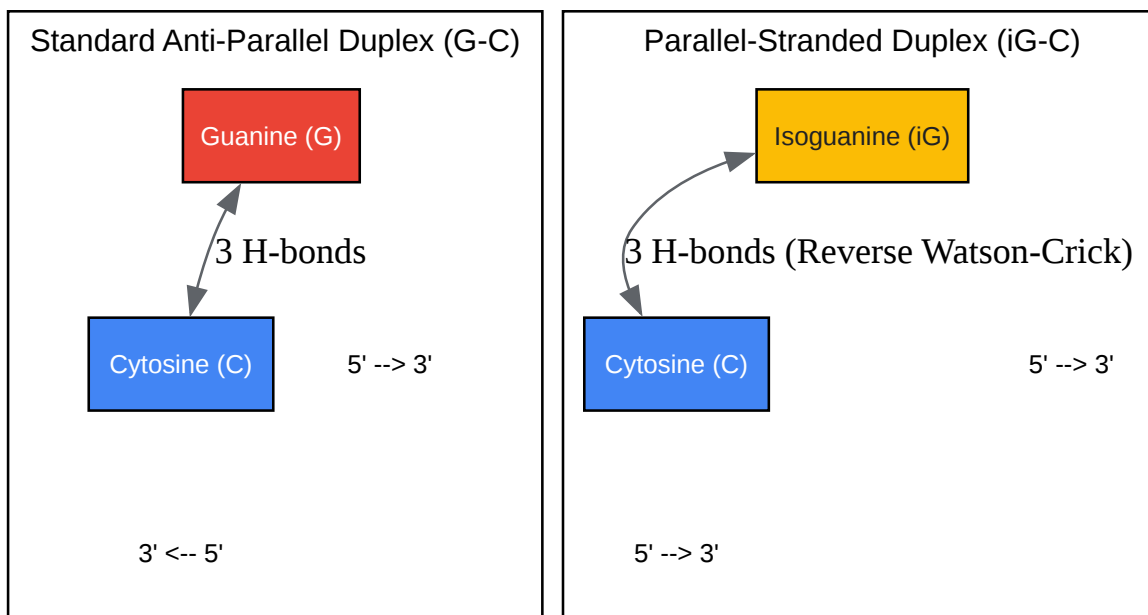 Standard Anti-Parallel Duplex (G-C)
Guanine (G)
3 H-bonds
Cytosine (C)
5' --> 3'
3' <-- 5'
Parallel-Stranded Duplex (iG-C)
Isoguanine (iG)
3 H-bonds (Reverse Watson-Crick)
Cytosine (C)
5' --> 3'
5' --> 3'